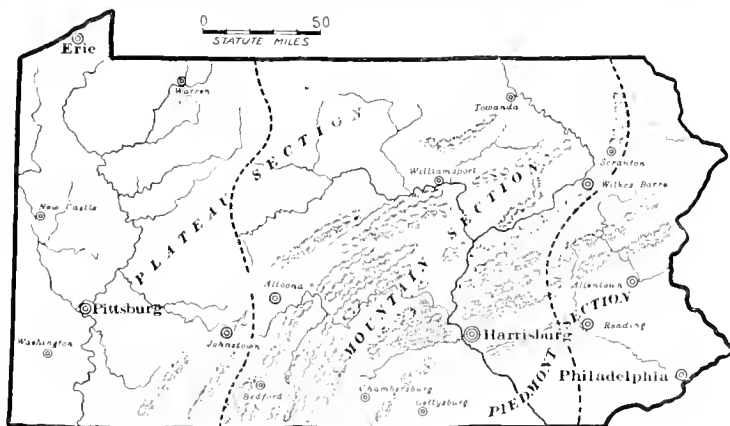 0 50
STATUTE MILES
Erie
Warren
Towanda
Scranton
Williamsport
Wilkes Barre
New Castle
PLATEAU SECTION
MOUNTAIN SECTION
Altoona
Allentown
Pittsburg
Harrisburg
Reading
Johnstown
Washington
Bedford
Chambersburg
Gettysburg
PIEDMONT SECTION
Philadelphia